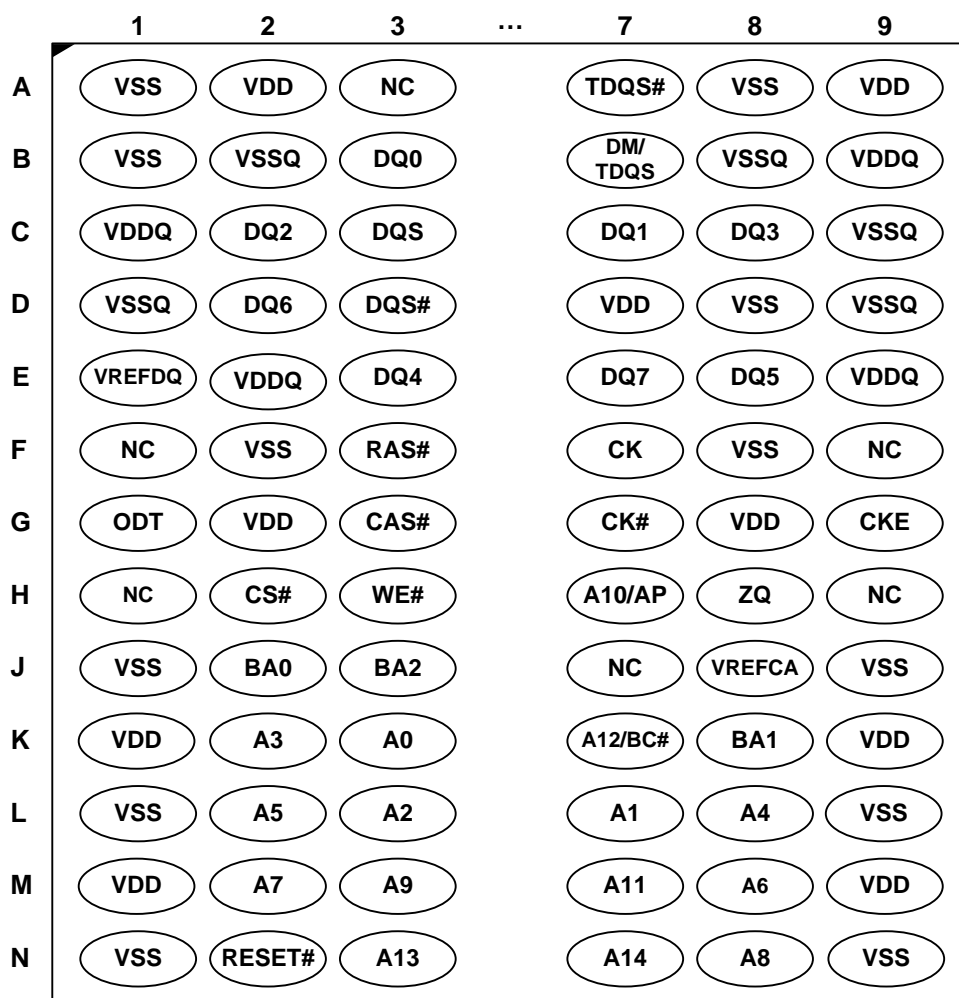 1 2 3 ... 7 8 9
A VSS VDD NC TDQS# VSS VDD
B VSS VSSQ DQ0 DM/ TDQS VSSQ VDDQ
C VDDQ DQ2 DQS DQ1 DQ3 VSSQ
D VSSQ DQ6 DQS# VDD VSS VSSQ
E VREFDQ VDDQ DQ4 DQ7 DQ5 VDDQ
F NC VSS RAS# CK VSS NC
G ODT VDD CAS# CK# VDD CKE
H NC CS# WE# A10/AP ZQ NC
J VSS BA0 BA2 NC VREFCA VSS
K VDD A3 A0 A12/BC# BA1 VDD
L VSS A5 A2 A1 A4 VSS
M VDD A7 A9 A11 A6 VDD
N VSS RESET# A13 A14 A8 VSS